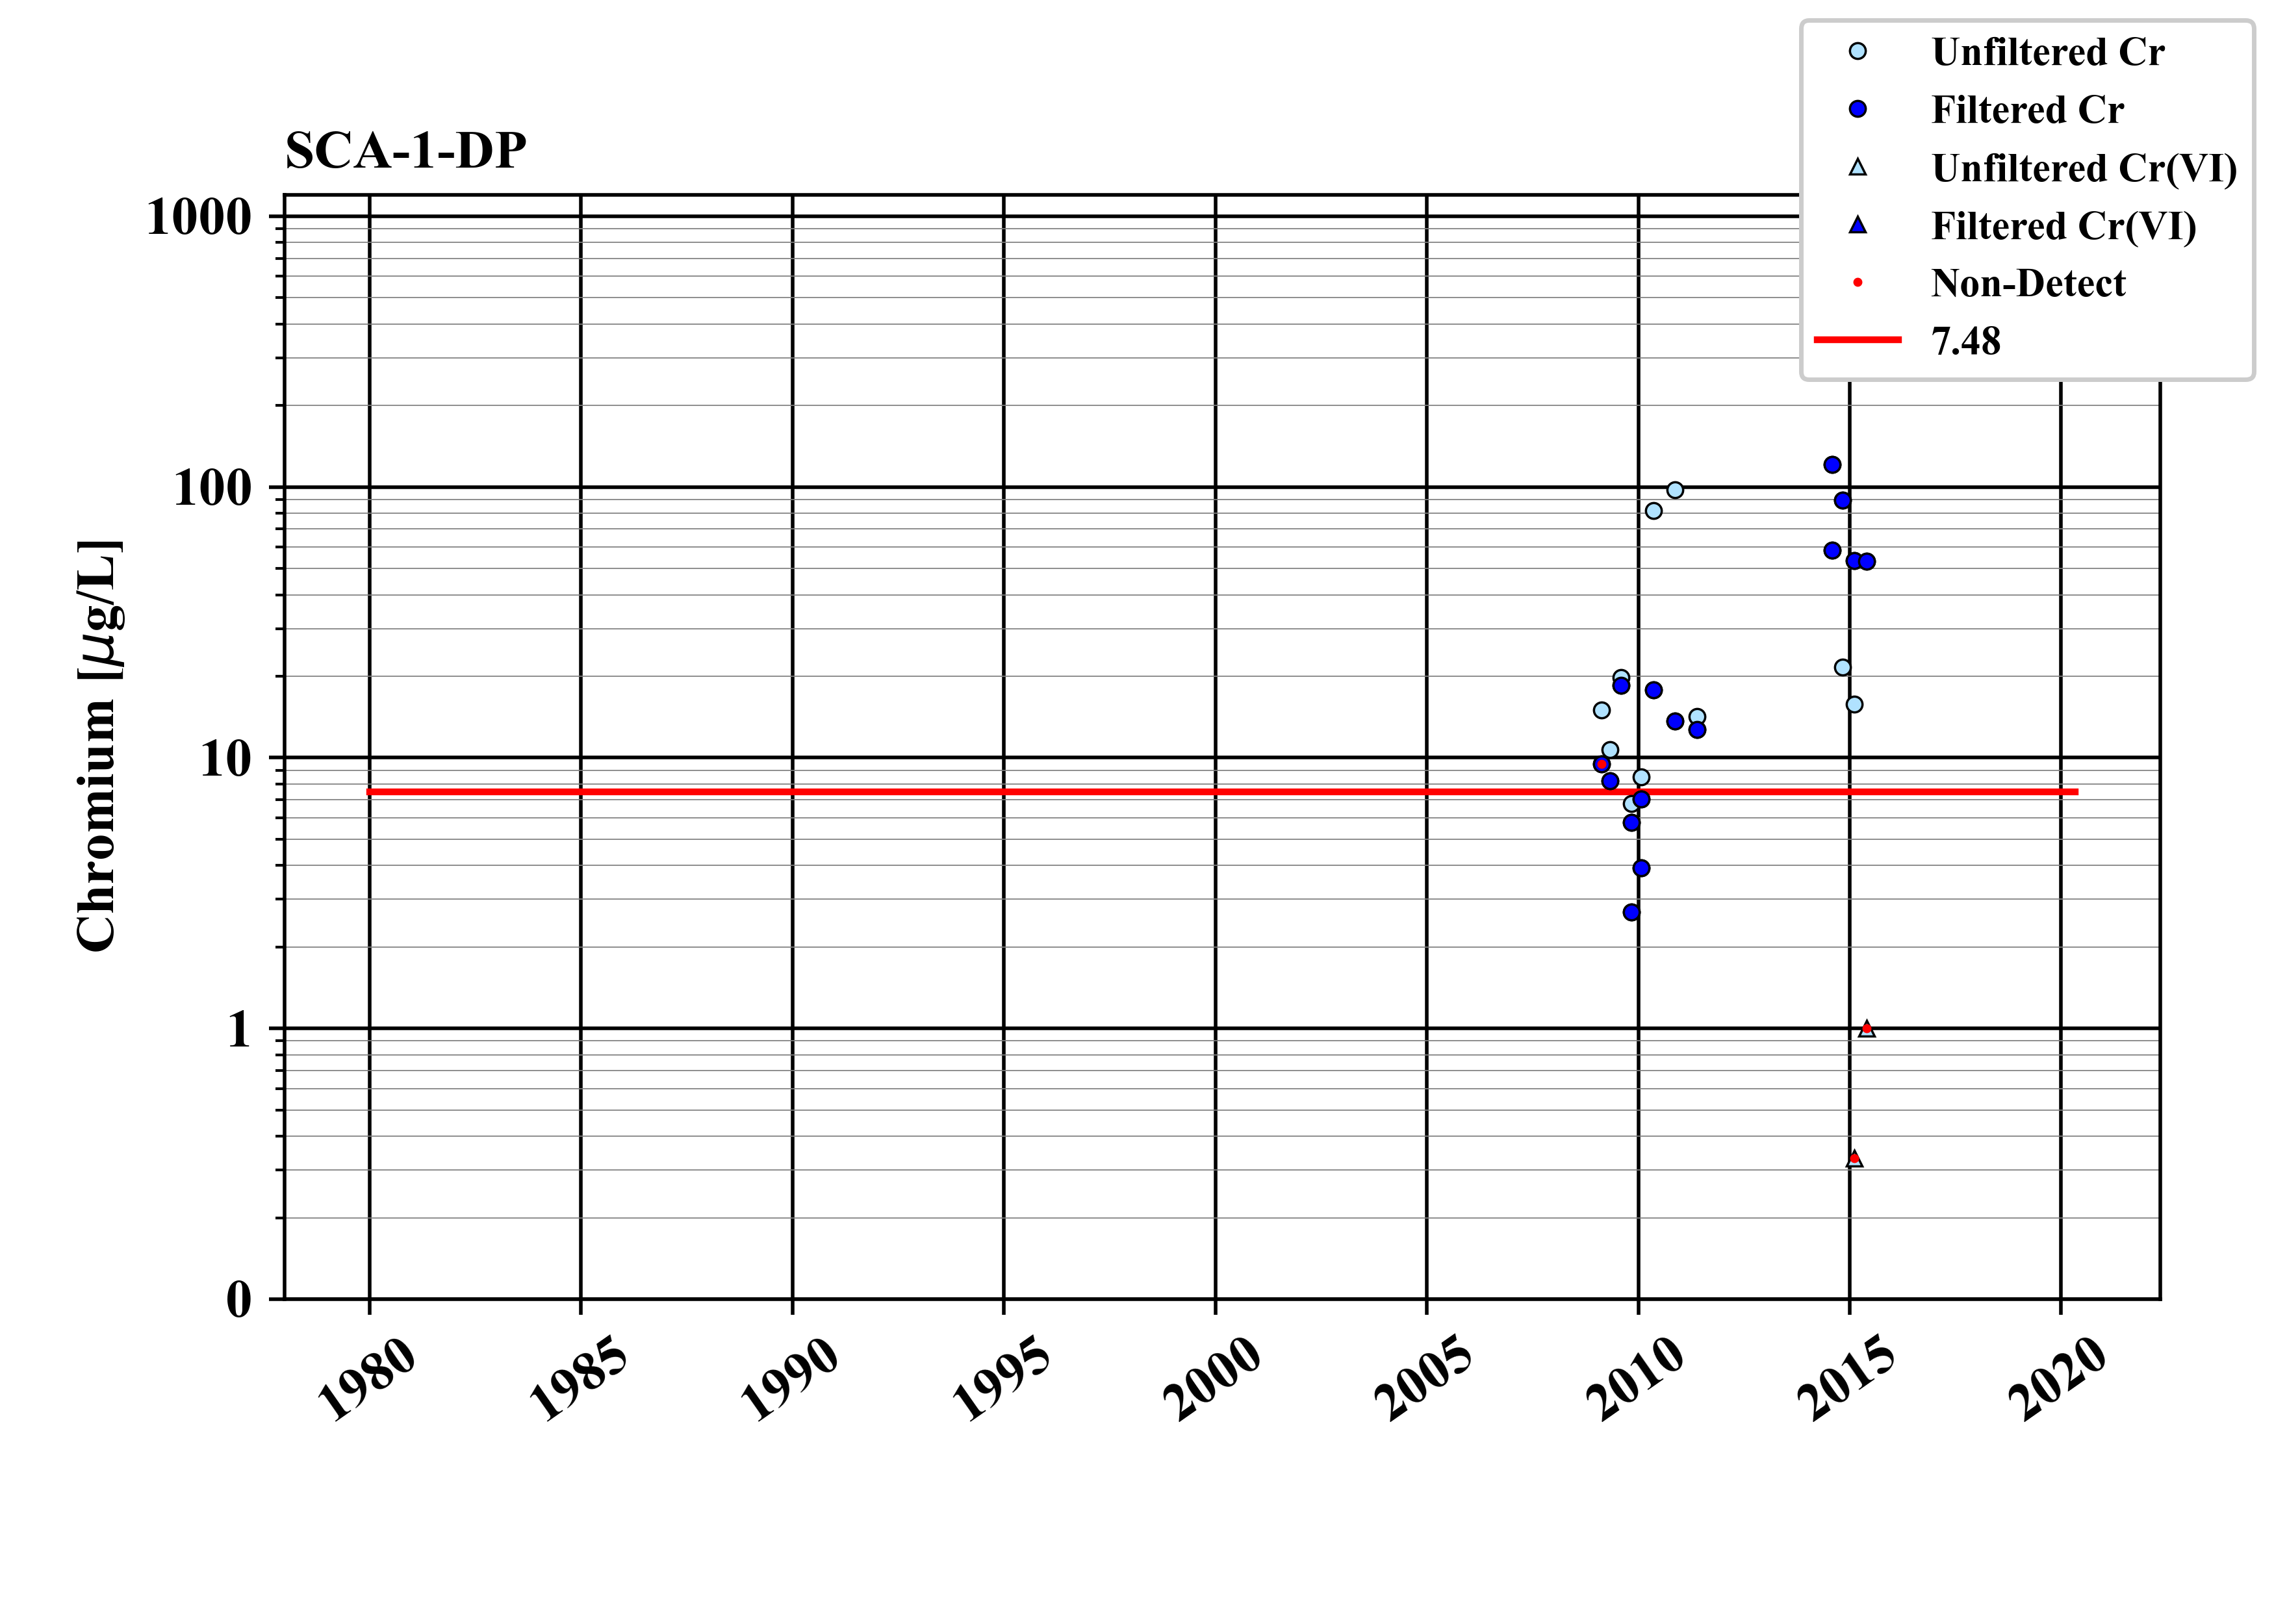 Unfiltered Cr
Filtered Cr
Unfiltered Cr(VI)
Filtered Cr(VI)
Non-Detect
7.48
SCA-1-DP
1000
100
10
1
0
Chromium [μg/L]
1980
1985
1990
1995
2000
2005
2010
2015
2020